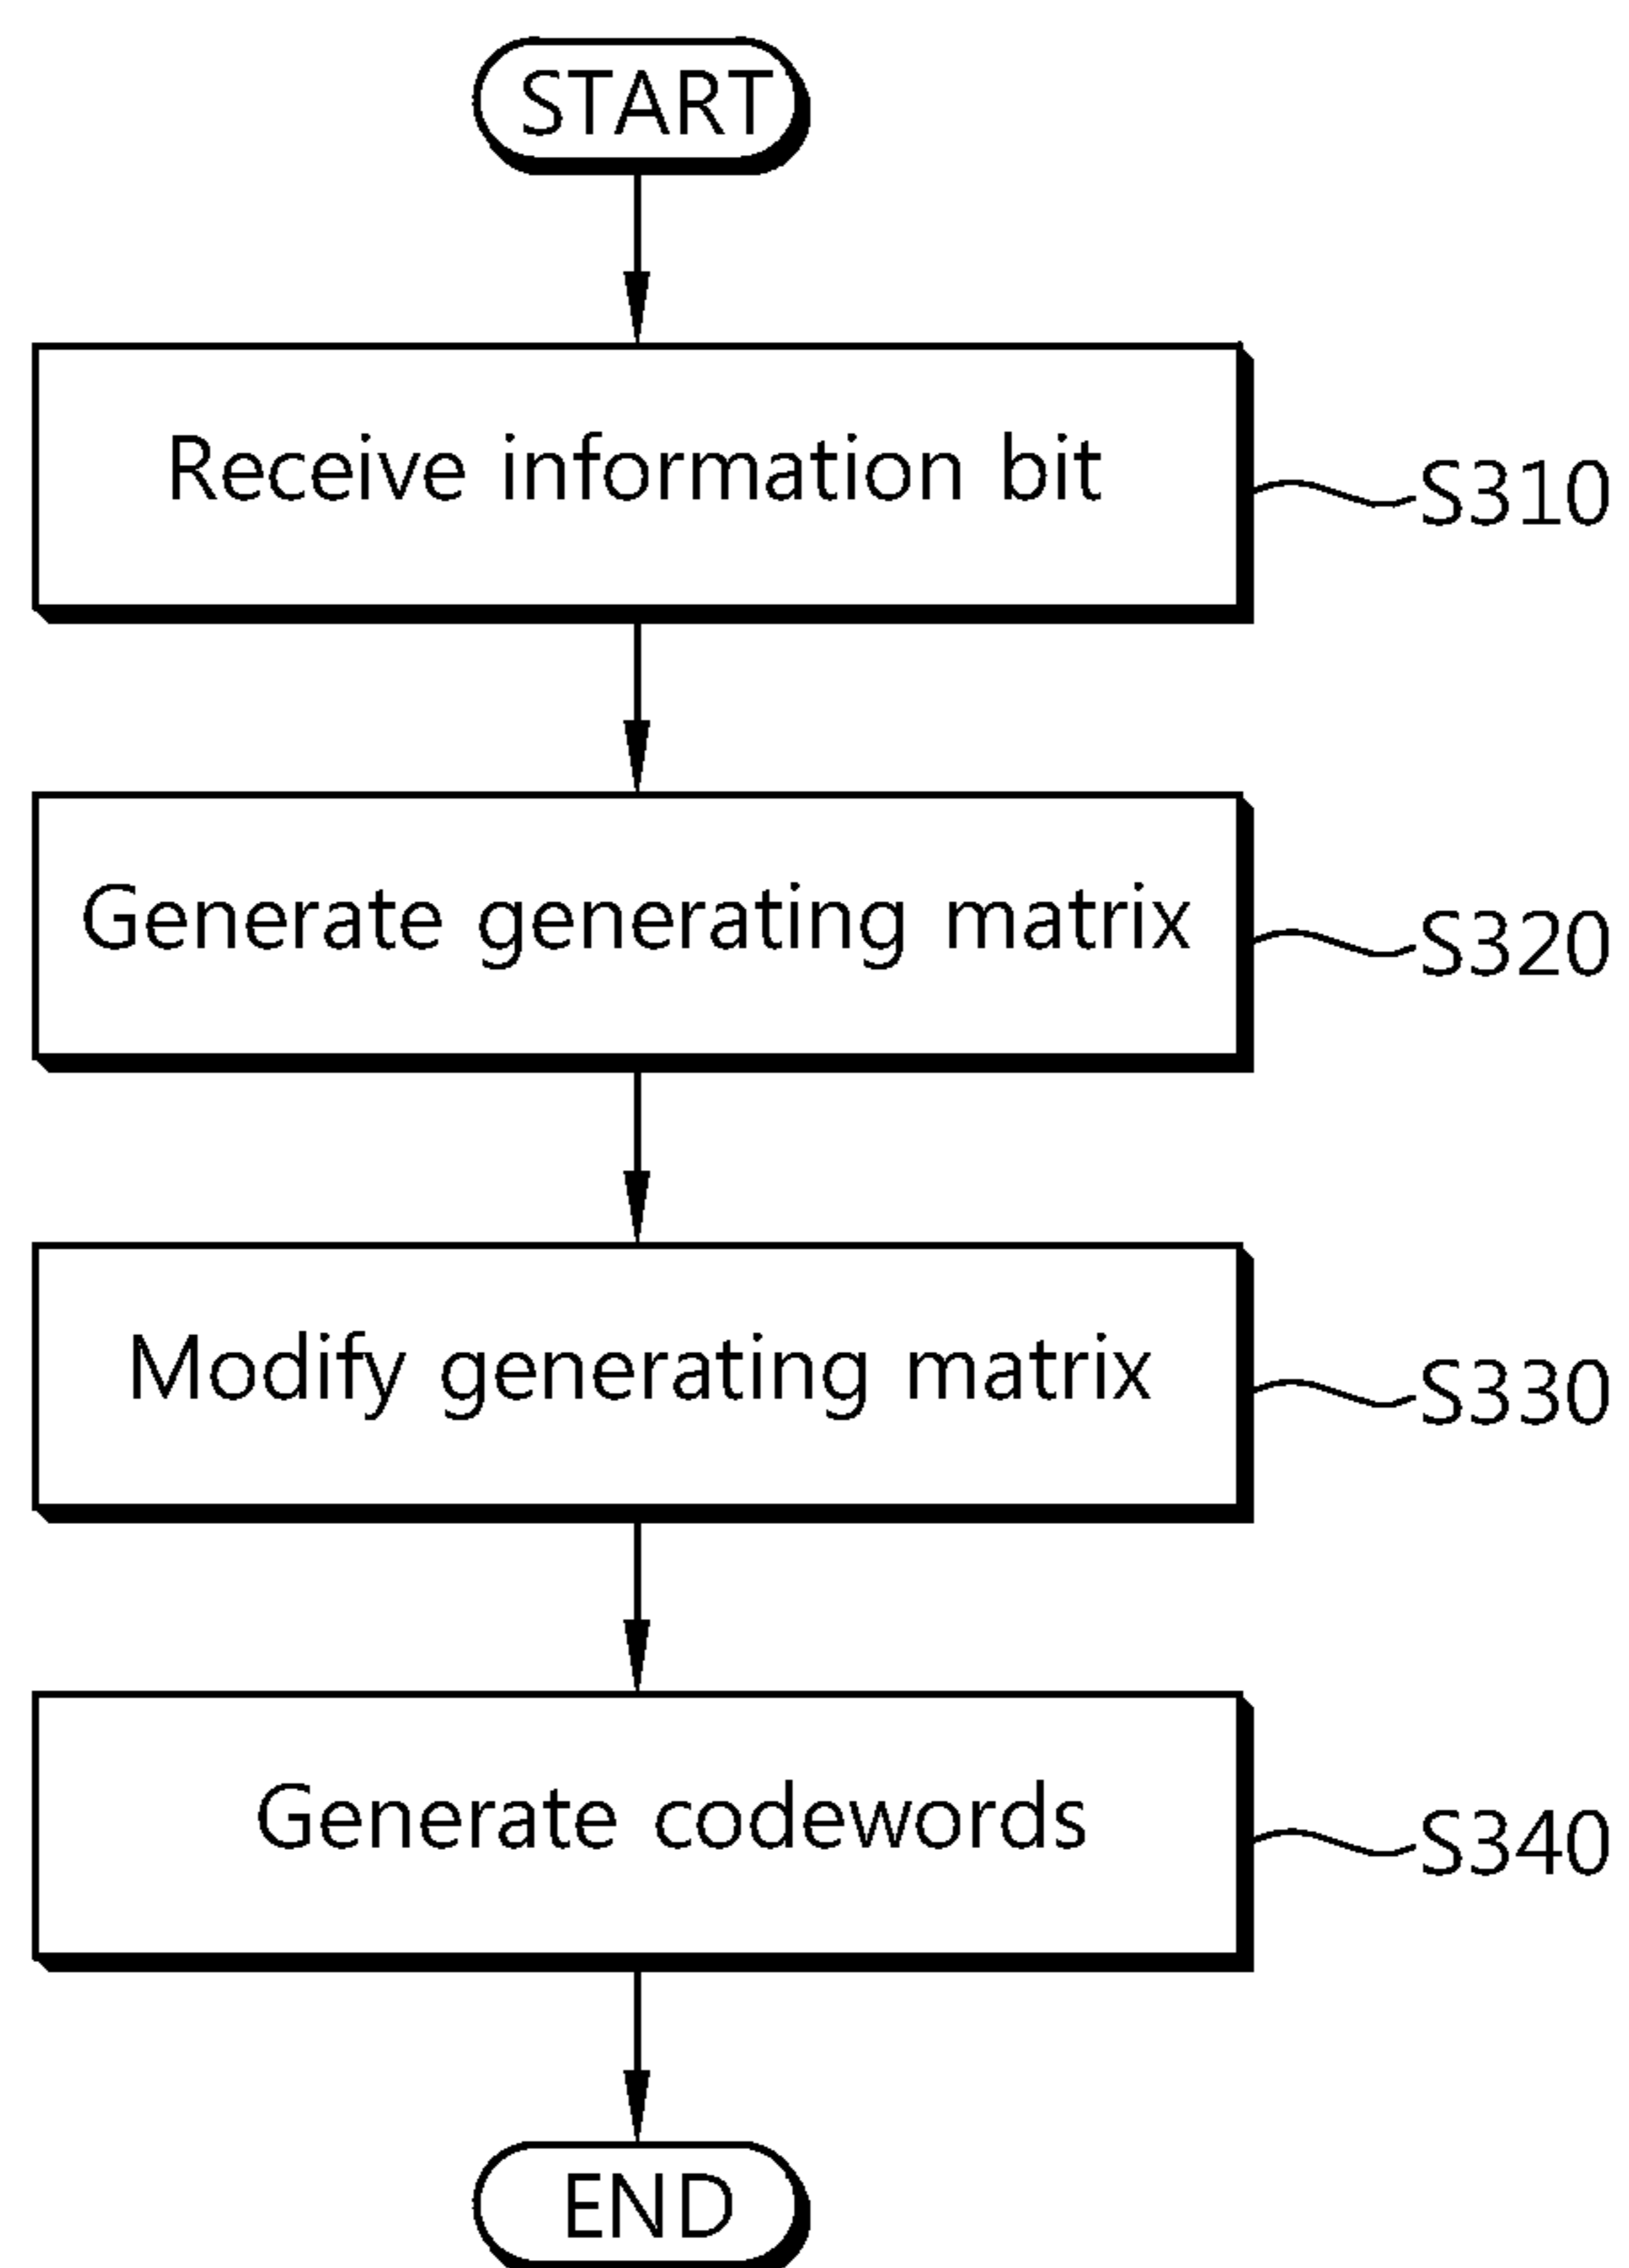 START
Receive information bit
S310
Generate generating matrix
S320
Modify generating matrix
S330
Generate codewords
S340
END